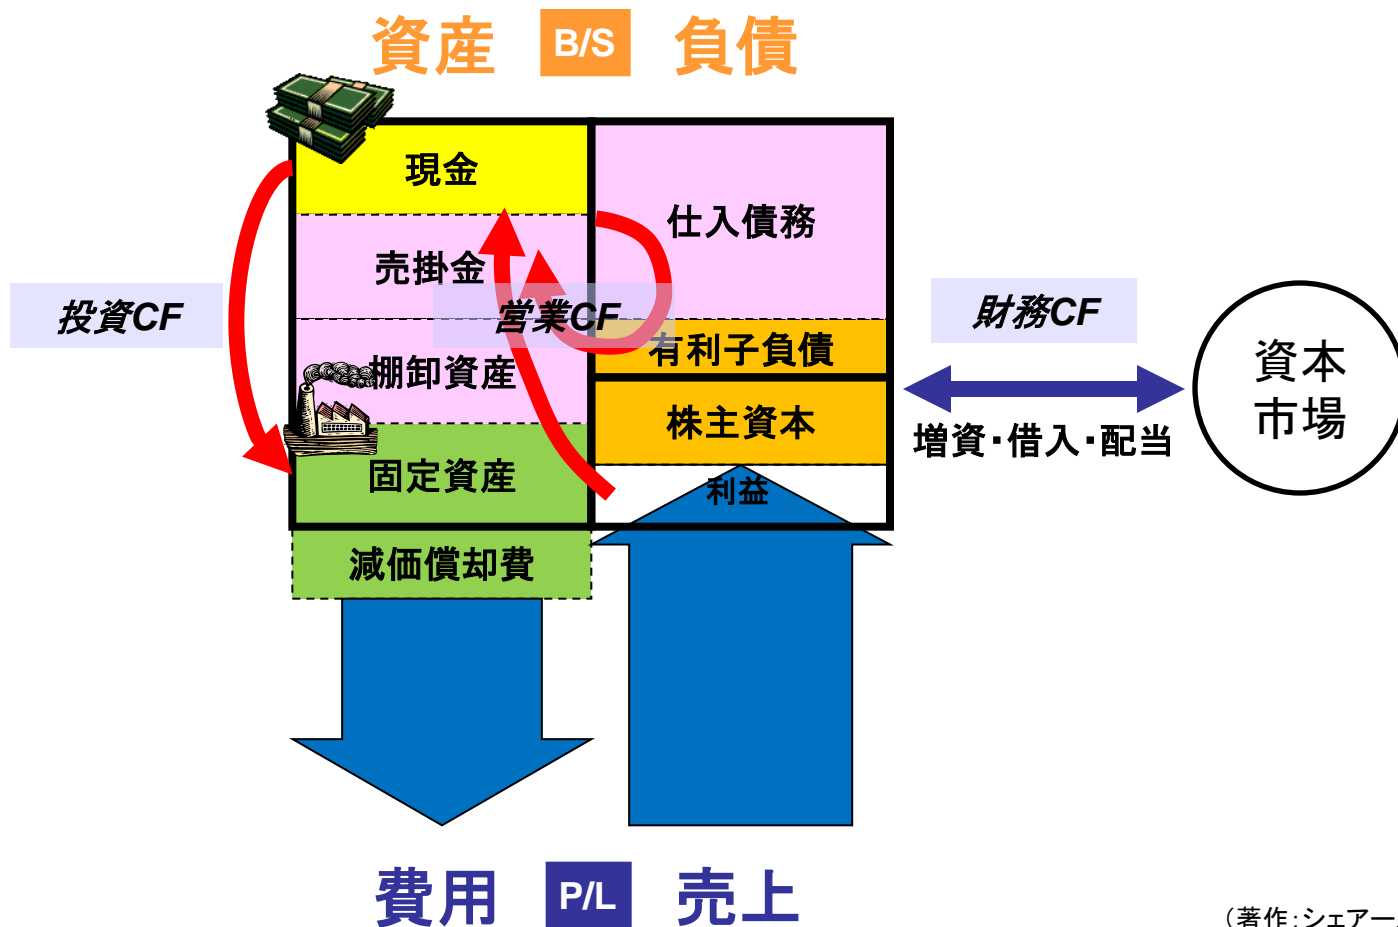 資産 B/S 負債
現金
仕入債務
売掛金
投資CF
営業CF
財務CF
有利子負債
棚卸資産
株主資本
資本
市場
増資・借入・配当
固定資産
利益
減価償却費
費用 P/L 売上
(著作:シェアー